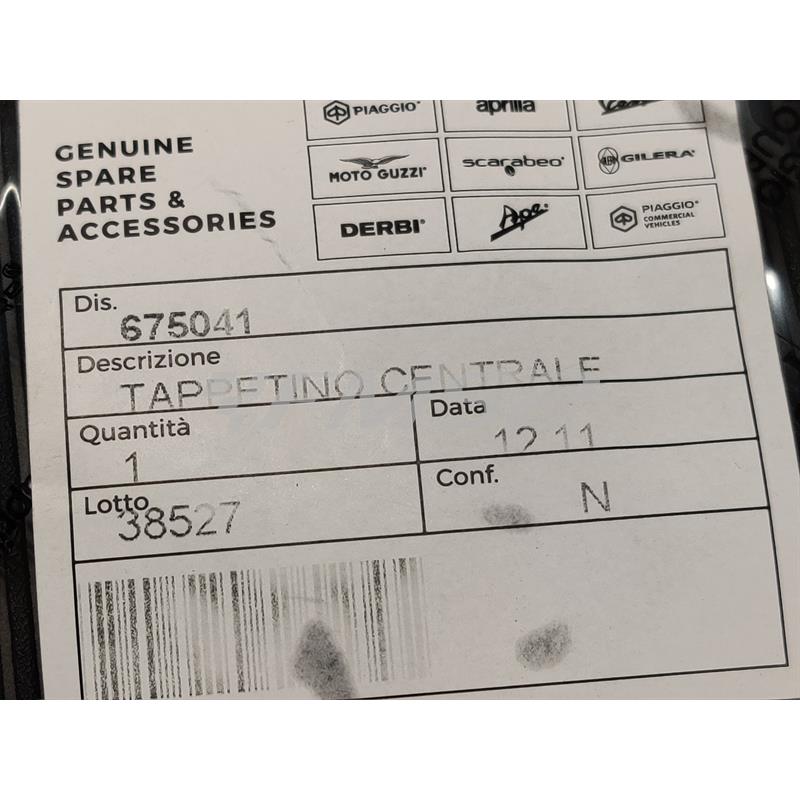 PIAGGIO®
aprilia
Vespa
GENUINE
SPARE
PARTS &
ACCESSORIES
MOTO GUZZI®
scarabeo®
GILERA®
DERBI®
Ape®
PIAGGIO®
COMMERCIAL
VEHICLES
Dis.
675041
Descrizione
TAPPETINO CENTRALE
Quantità
1
Data
12.11
Lotto
38527
Conf.
N